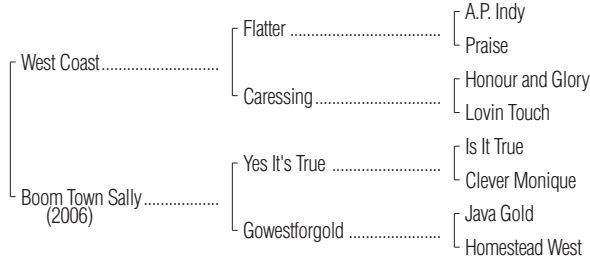 A.P. Indy
Flatter ........................................
Praise
West Coast...............................
Honour and Glory
Caressing.................................
Lovin Touch
Is It True
Yes It's True .............................
Clever Monique
Boom Town Sally...................
(2006)
Java Gold
Gowestforgold ........................
Homestead West